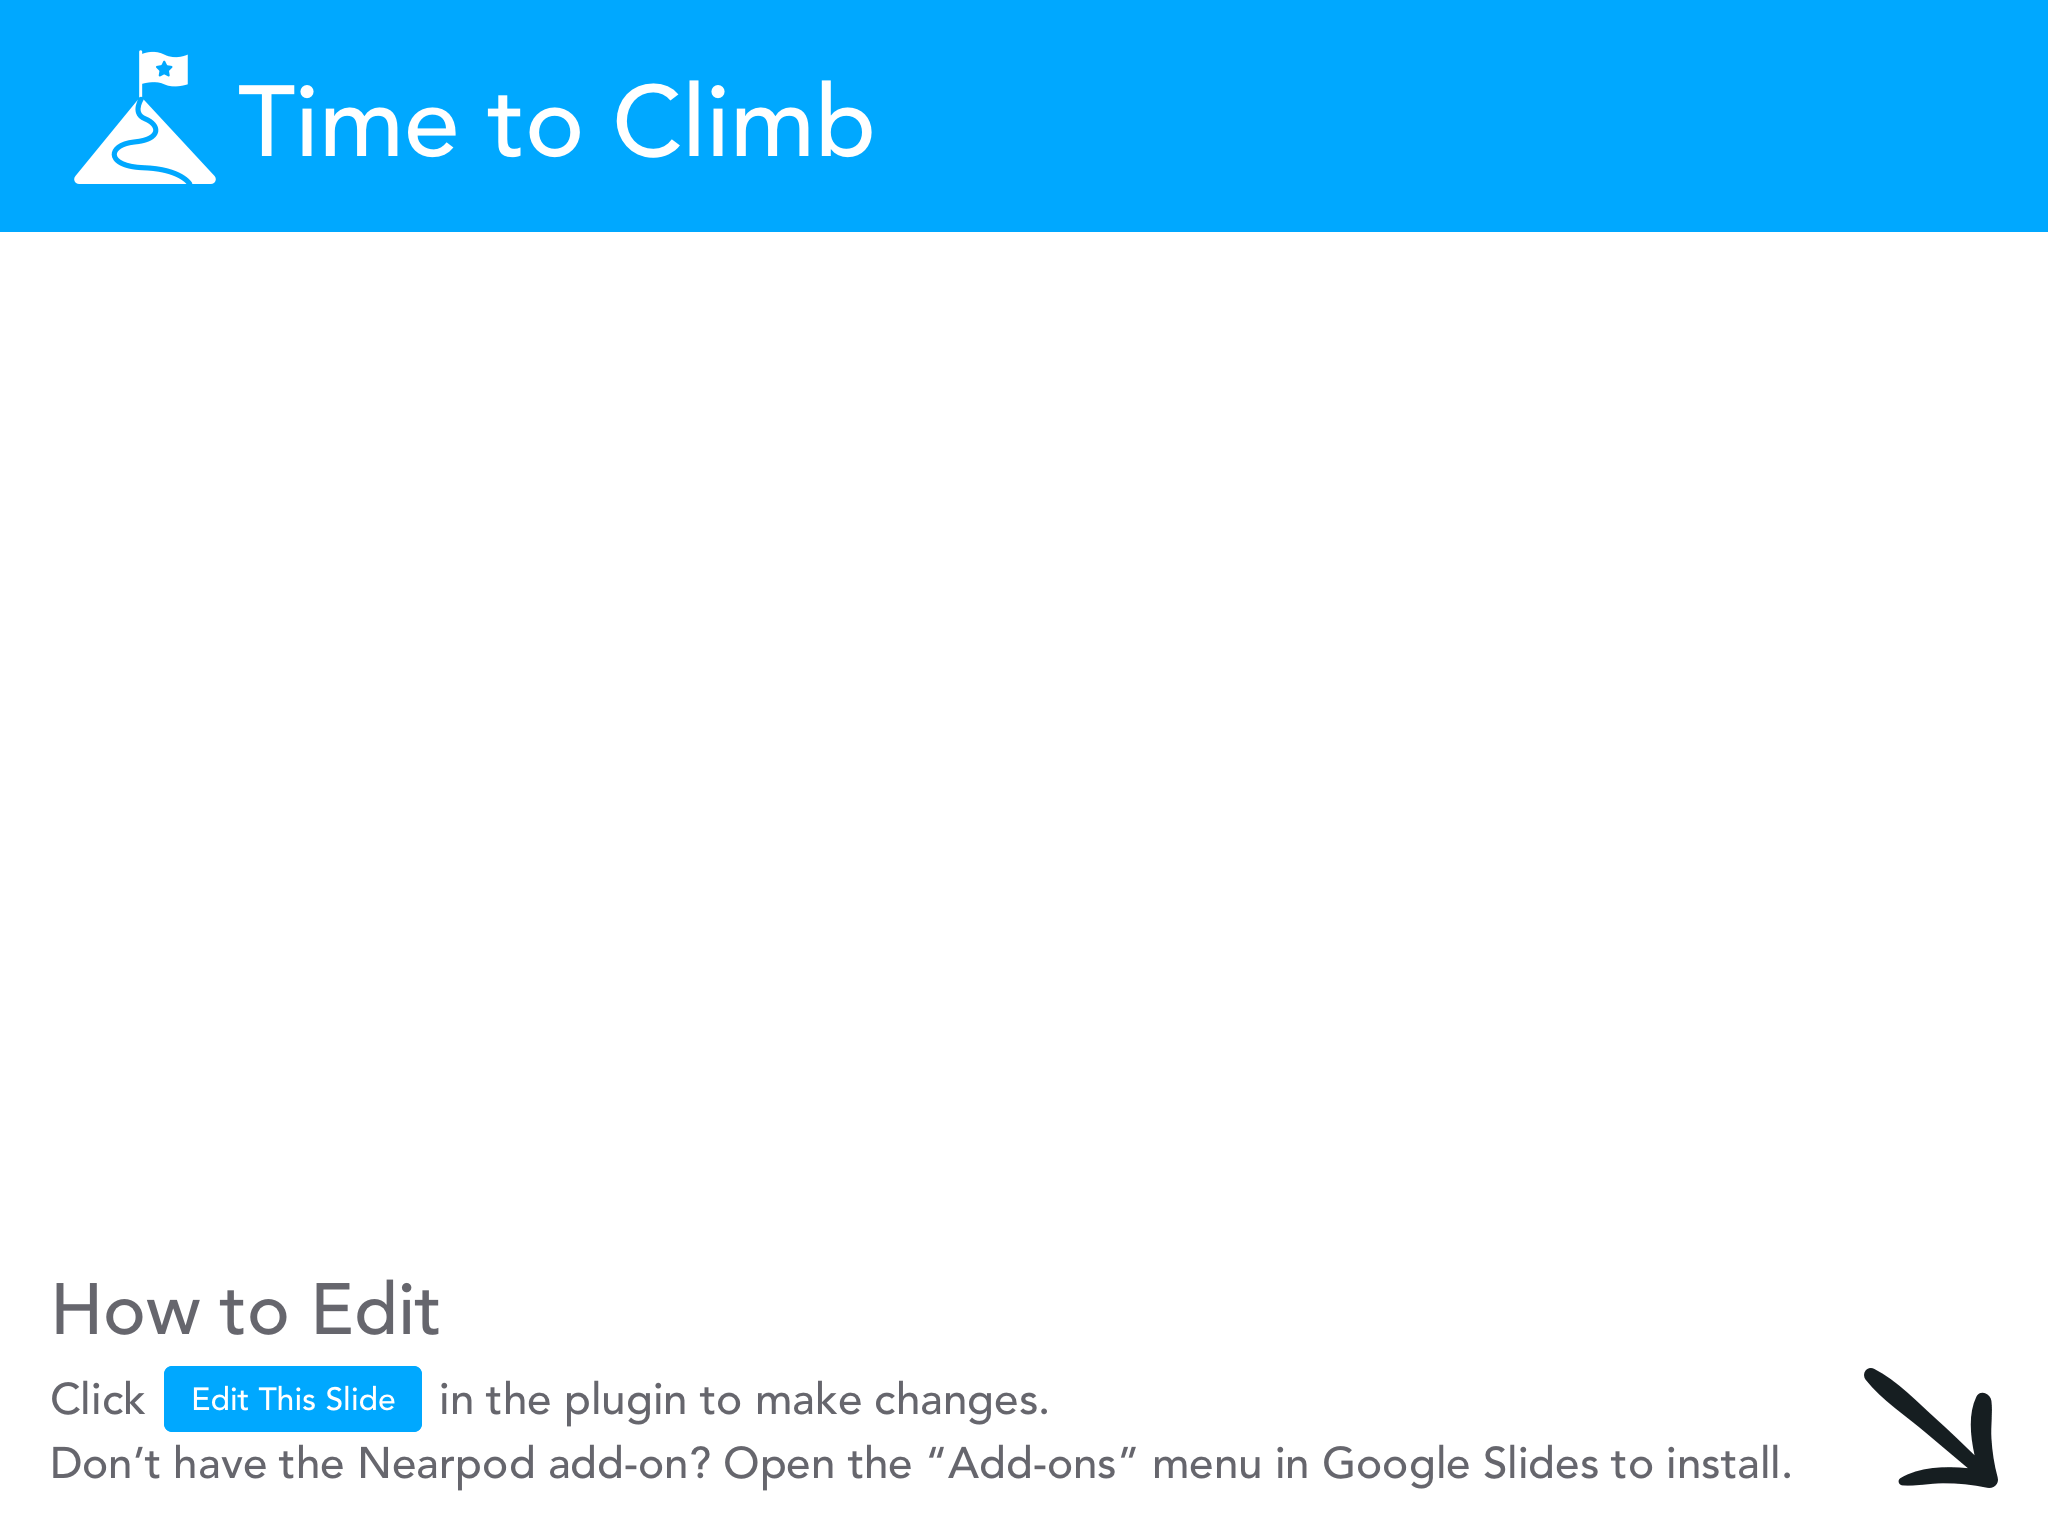 Time to Climb
How to Edit
Click Edit This Slide in the plugin to make changes.
Don’t have the Nearpod add-on? Open the “Add-ons” menu in Google Slides to install.